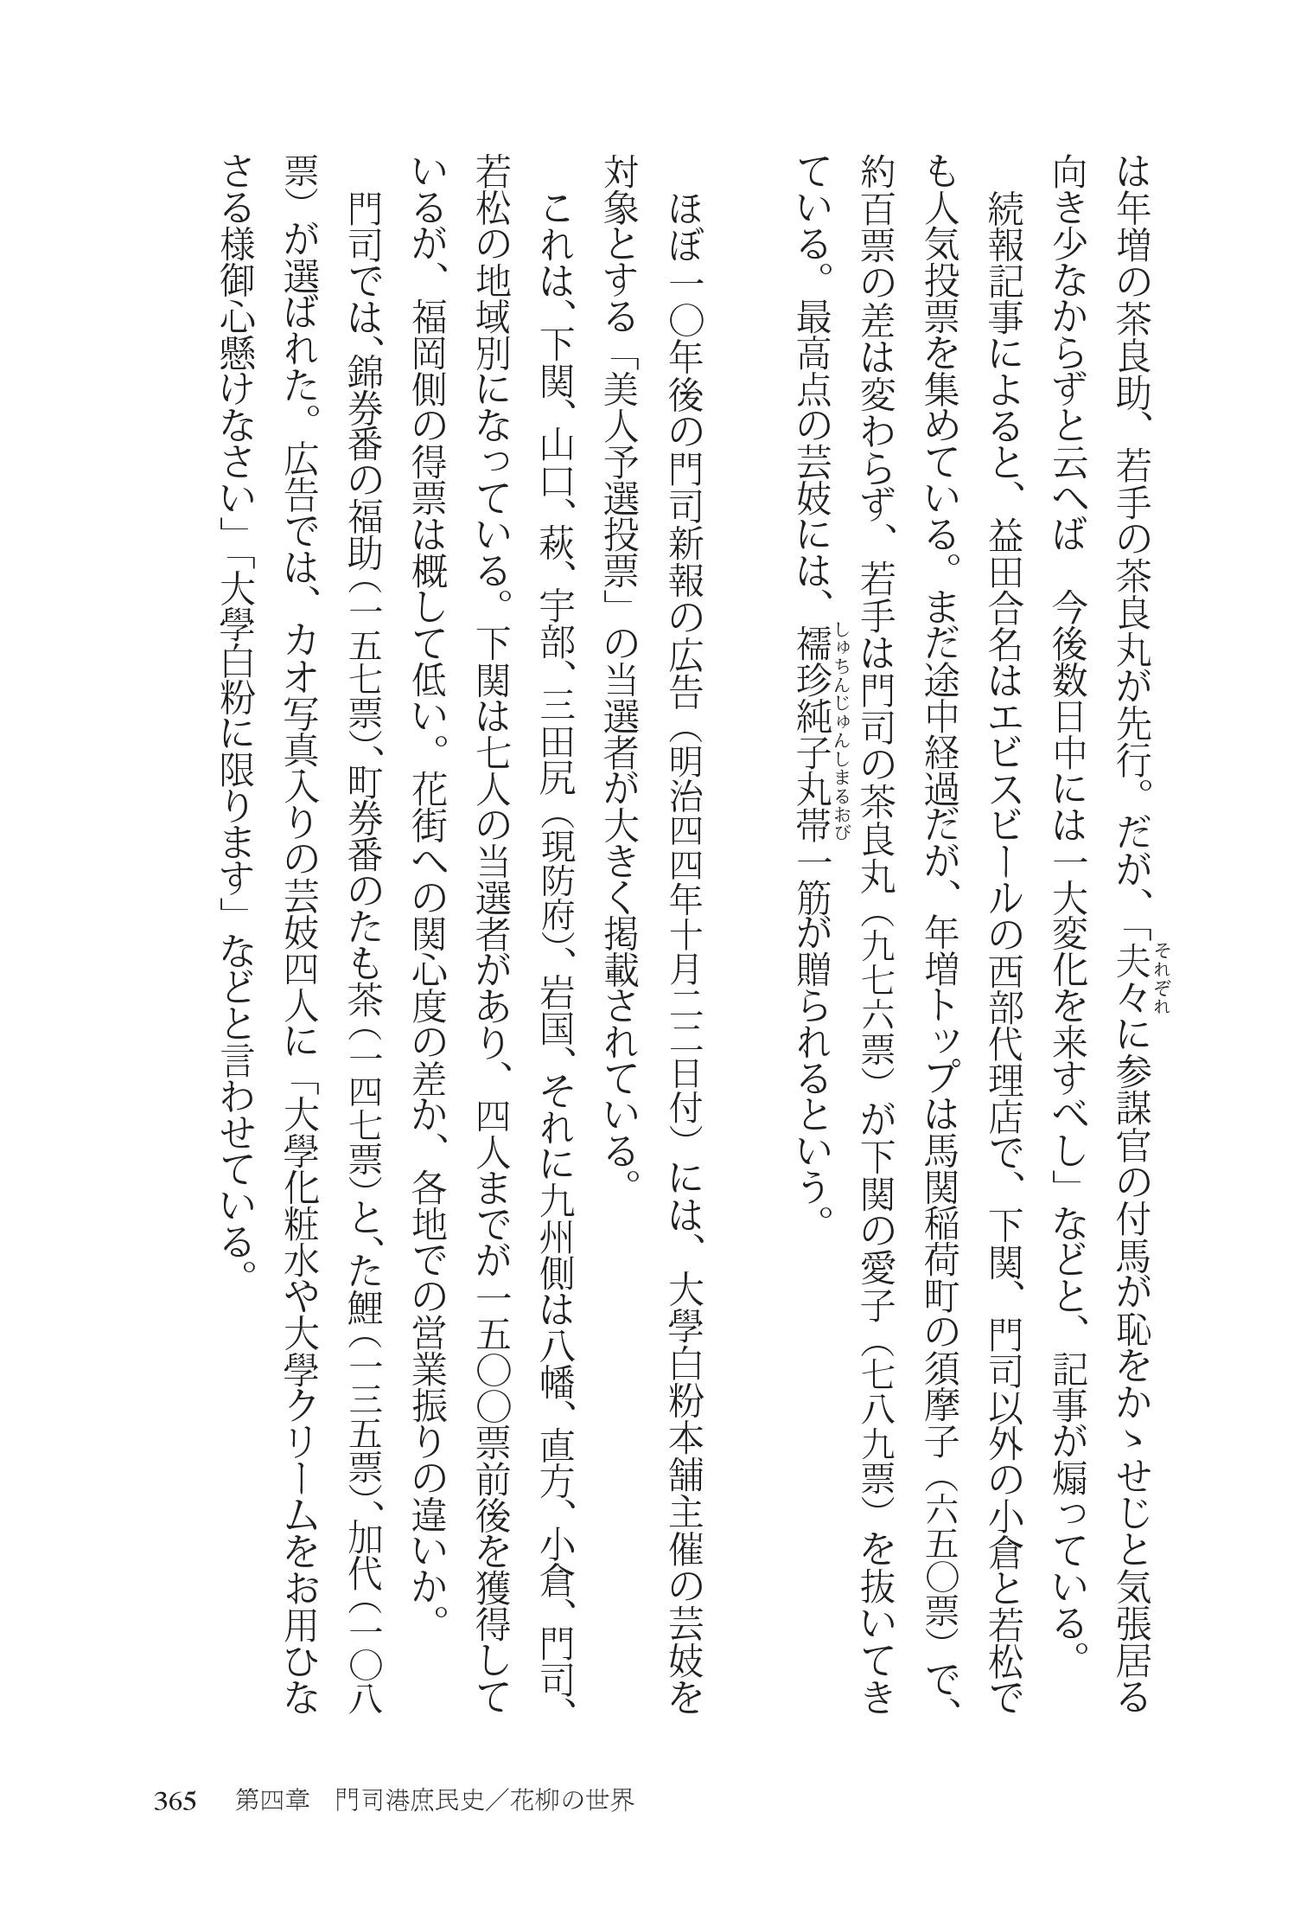 は年増の茶良助、若手の茶良丸が先行。だが、「夫々に参謀官の付馬が恥をかゝせじと気張居る
それぞれ
向き少なからずと云へば　今後数日中には一大変化を来すべし」などと、記事が煽っている。
　続報記事によると、益田合名はエビスビールの西部代理店で、下関、門司以外の小倉と若松で
も人気投票を集めている。まだ途中経過だが、年増トップは馬関稲荷町の須摩子（六五〇票）で、
約百票の差は変わらず、若手は門司の茶良丸（九七六票）が下関の愛子（七八九票）を抜いてき
ている。最高点の芸妓には、襦珍純子丸帯一筋が贈られるという。
しゅちんじゅんしまるおび
　ほぼ一〇年後の門司新報の広告（明治四四年十月二二日付）には、大學白粉本舗主催の芸妓を
対象とする「美人予選投票」の当選者が大きく掲載されている。
　これは、下関、山口、萩、宇部、三田尻（現防府）、岩国、それに九州側は八幡、直方、小倉、門司、
若松の地域別になっている。下関は七人の当選者があり、四人までが一五〇〇票前後を獲得して
いるが、福岡側の得票は概して低い。花街への関心度の差か、各地での営業振りの違いか。
　門司では、錦券番の福助（一五七票）、町券番のたも茶（一四七票）と、た鯉（一三五票）、加代（一〇八
票）が選ばれた。広告では、カオ写真入りの芸妓四人に「大學化粧水や大學クリームをお用ひな
さる様御心懸けなさい」「大學白粉に限ります」などと言わせている。
365　第四章　門司港庶民史／花柳の世界